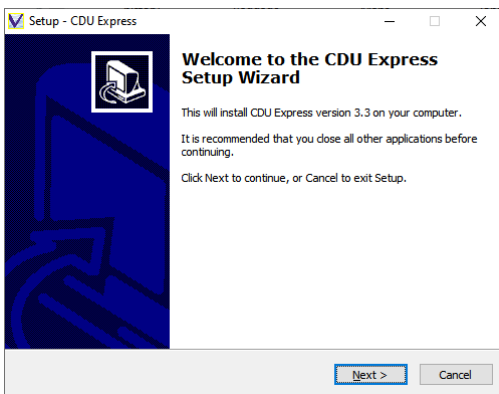 Setup - CDU Express
Welcome to the CDU Express
Setup Wizard
This will install CDU Express version 3.3 on your computer.
It is recommended that you close all other applications before
continuing.
Click Next to continue, or Cancel to exit Setup.
Next >
Cancel